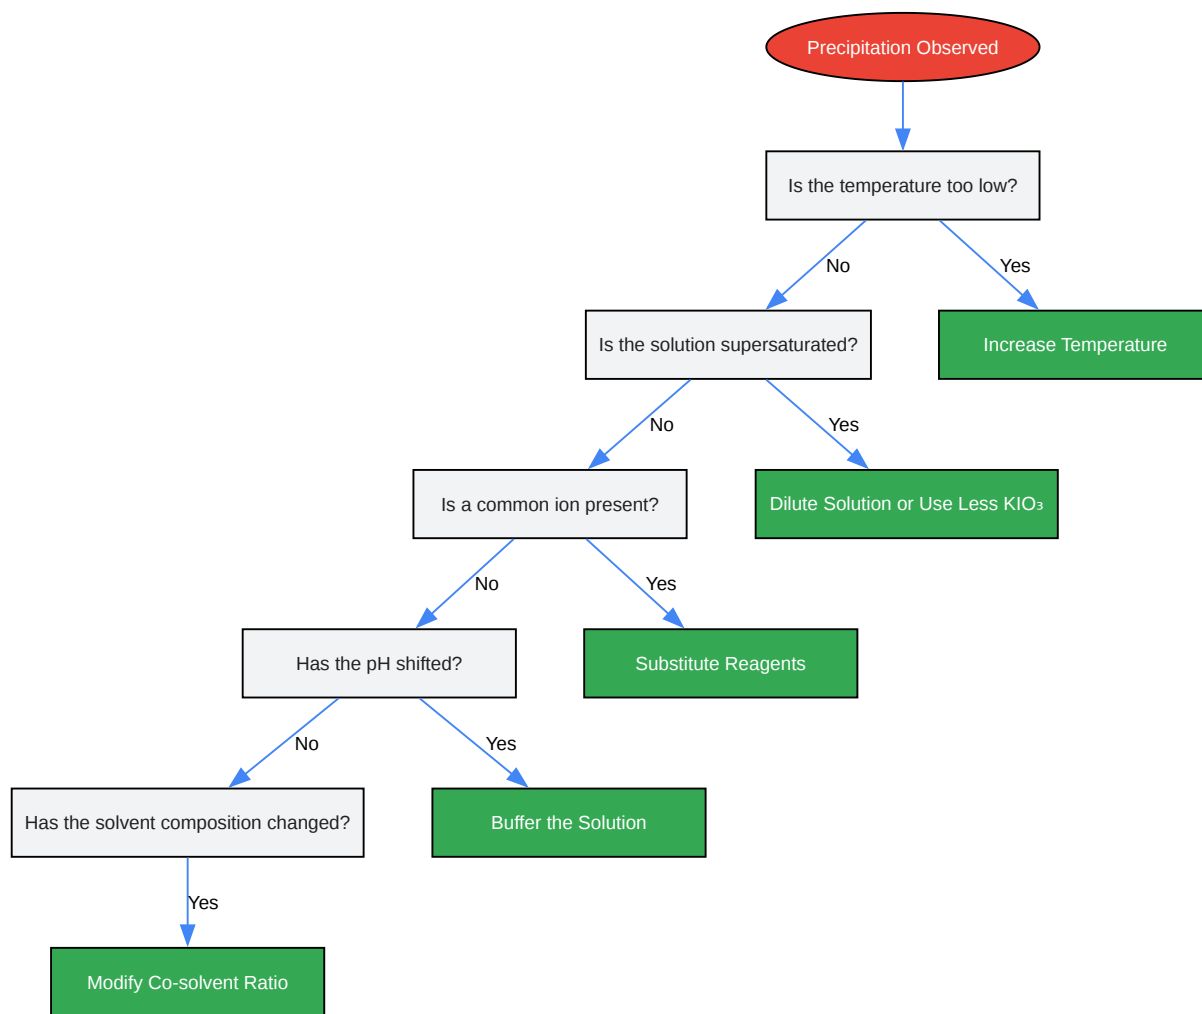 Precipitation Observed
Is the temperature too low?
No
Yes
Is the solution supersaturated?
Increase Temperature
No
Yes
Is a common ion present?
Dilute Solution or Use Less KIO₃
No
Yes
Has the pH shifted?
Substitute Reagents
No
Yes
Has the solvent composition changed?
Buffer the Solution
Yes
Modify Co-solvent Ratio